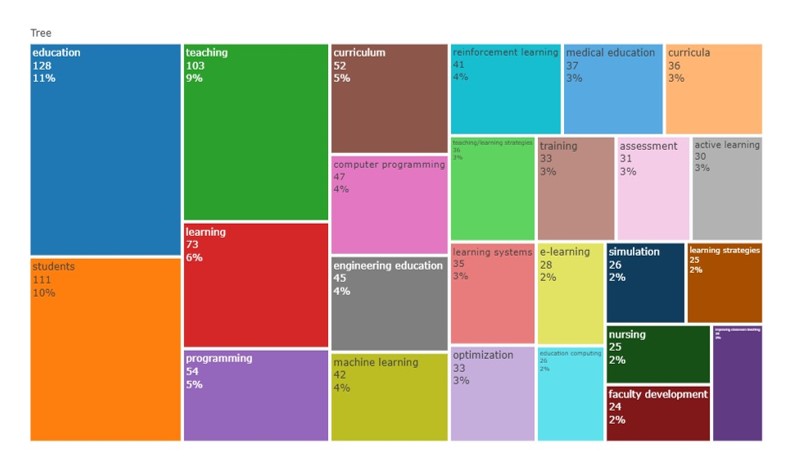 Tree
education
128
11%
students
111
10%
teaching
103
9%
learning
73
6%
programming
54
5%
curriculum
52
5%
computer programming
47
4%
engineering education
45
4%
machine learning
42
4%
reinforcement learning
41
4%
medical education
37
3%
curricula
36
3%
teaching/learning strategies
36
3%
training
33
3%
assessment
31
3%
active learning
30
3%
learning systems
35
3%
e-learning
28
2%
simulation
26
2%
learning strategies
25
2%
optimization
33
3%
education computing
26
2%
nursing
25
2%
faculty development
24
2%